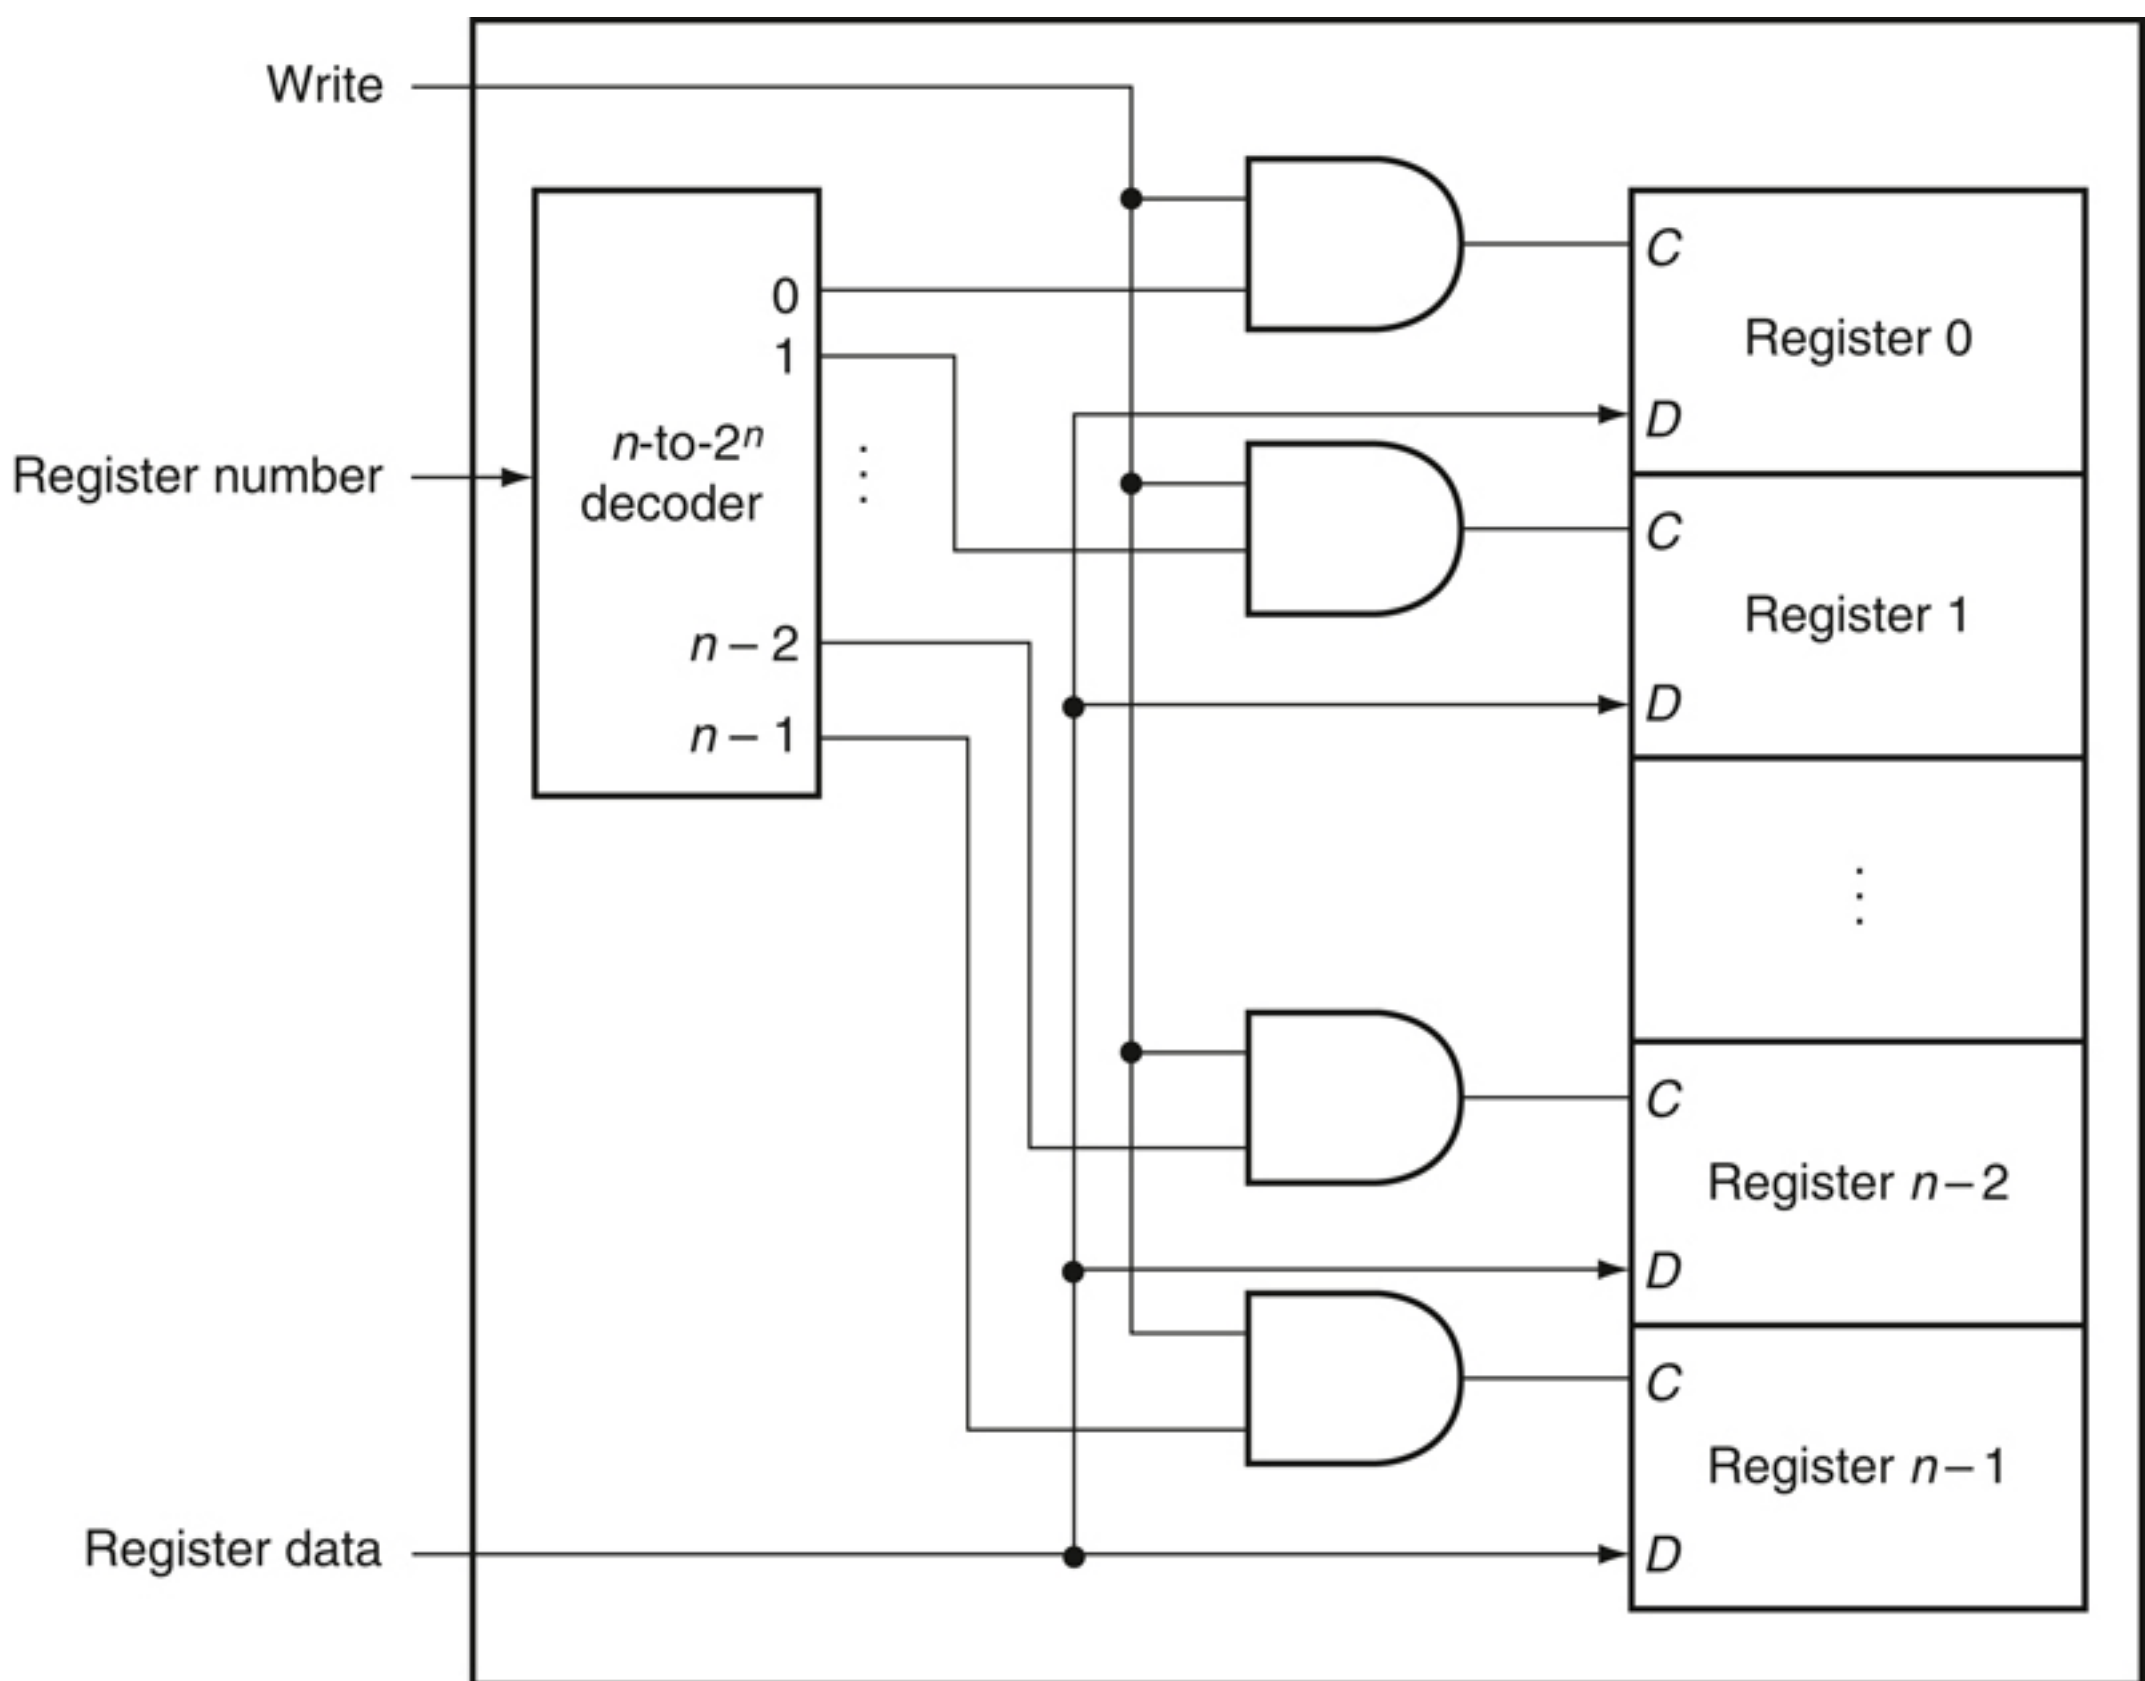 Write
Register number
Register data
0
1
n-to-2ⁿ
decoder
n – 2
n – 1
⋮
C
Register 0
D
C
Register 1
D
⋮
C
Register n – 2
D
C
Register n – 1
D